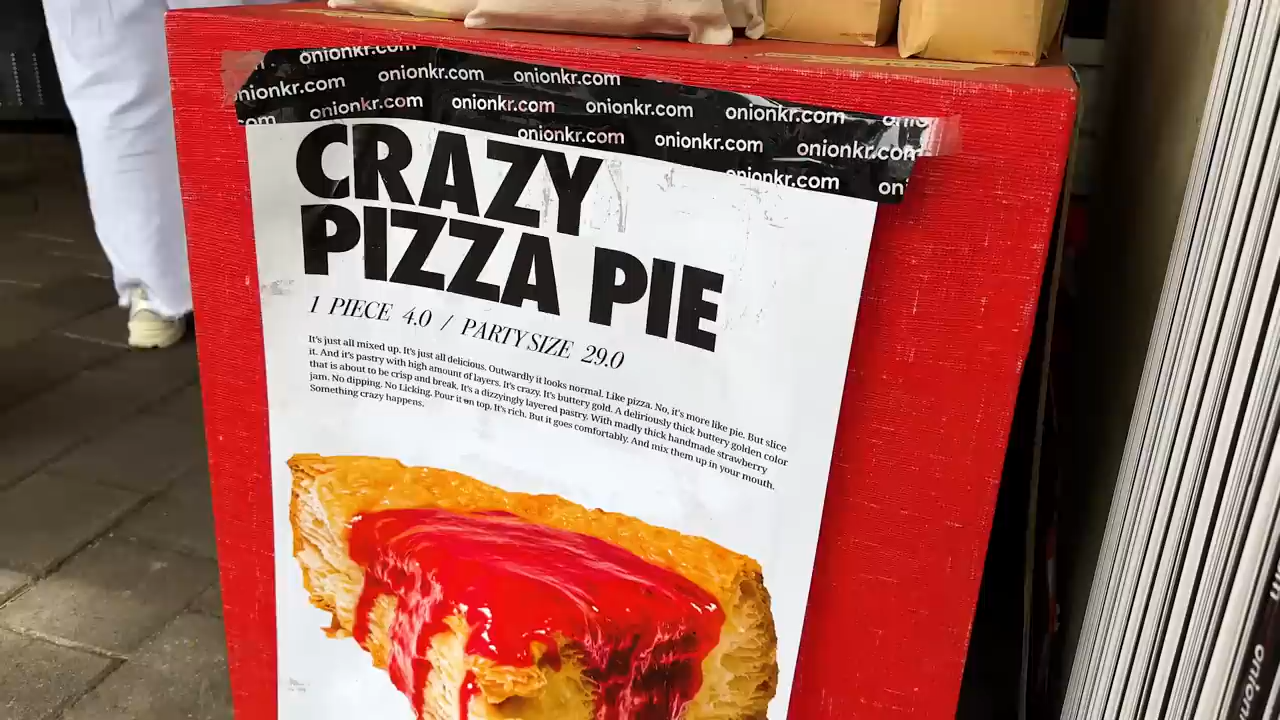 onionkr.com
onionkr.com onionkr.com onionkr.com
onionkr.com onionkr.com onionkr.com onionkr.com
onionkr.com onionkr.com onionkr.com
onionkr.com
CRAZY
PIZZA PIE
1 PIECE 4.0 / PARTY SIZE 29.0
It's just all mixed up. It's just all delicious. Outwardly it looks normal. Like pizza. No, it's more like pie. But slice
it. And it's pastry with high amount of layers. It's crazy. It's buttery gold. A deliriously thick buttery golden color
that is about to be crisp and break. It's a dizzyingly layered pastry. With madly thick handmade strawberry
jam. No dipping. No Licking. Pour it on top. It's rich. But it goes comfortably. And mix them up in your mouth.
Something crazy happens.